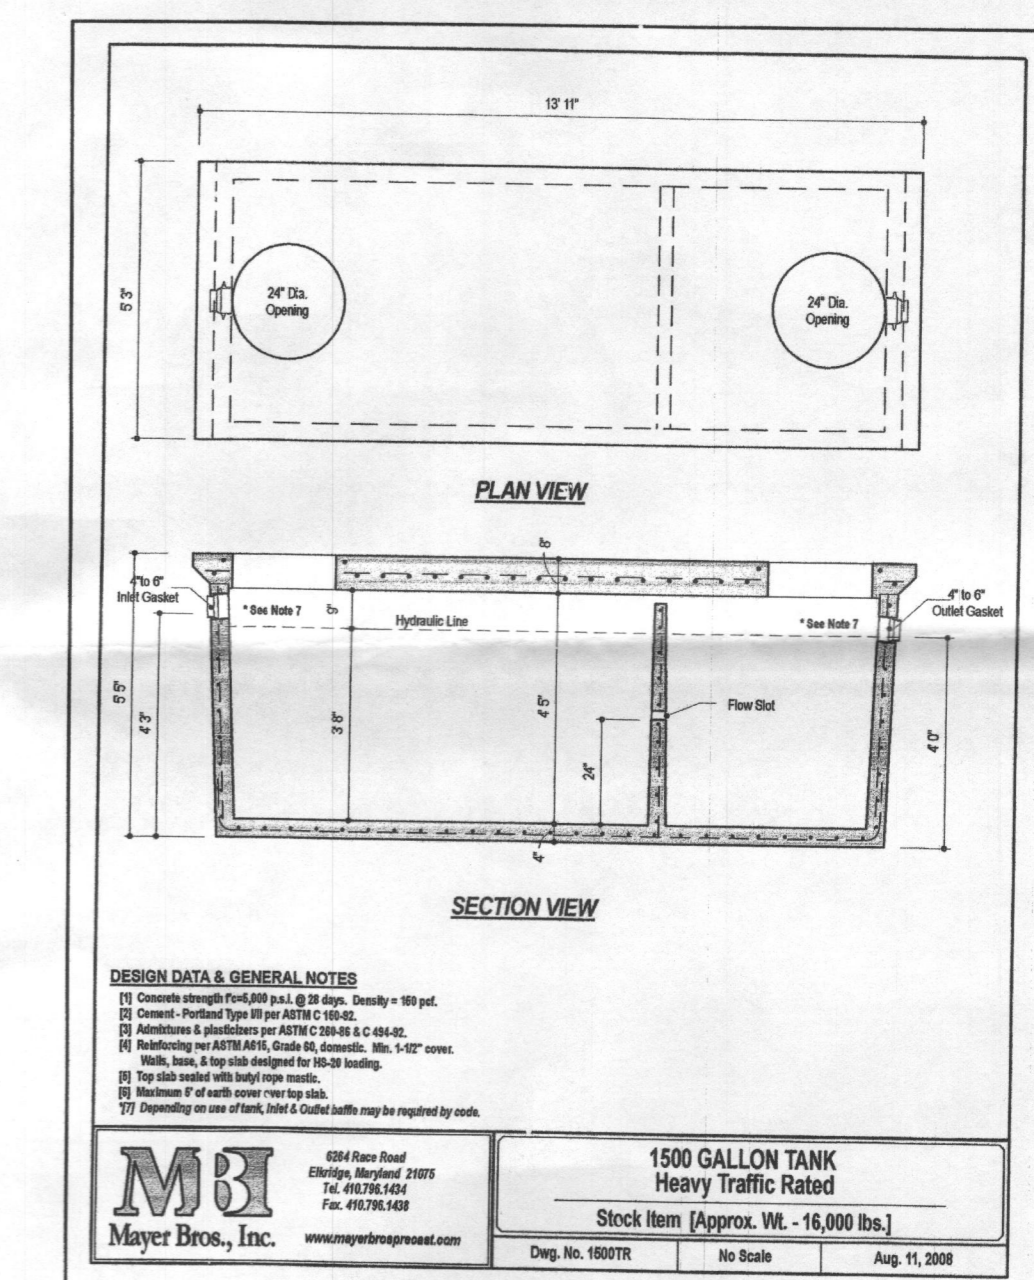 13' 11"
5' 3"
24" Dia.
Opening
24" Dia.
Opening
PLAN VIEW
8"
4" to 6"
Inlet Gasket
* See Note 7
9"
Hydraulic Line
* See Note 7
4" to 6"
Outlet Gasket
5' 5"
4' 3"
3' 8"
4' 5"
Flow Slot
24"
4' 0"
4"
SECTION VIEW
DESIGN DATA & GENERAL NOTES
[1] Concrete strength f'c=5,000 p.s.i. @ 28 days. Density = 150 pcf.
[2] Cement - Portland Type I/II per ASTM C 150-92.
[3] Admixtures & plasticizers per ASTM C 260-86 & C 494-92.
[4] Reinforcing per ASTM A615, Grade 60, domestic. Min. 1-1/2" cover.
Walls, base, & top slab designed for HS-20 loading.
[5] Top slab sealed with butyl rope mastic.
[6] Maximum 5' of earth cover over top slab.
*[7] Depending on use of tank, Inlet & Outlet baffle may be required by code.
MBI
Mayer Bros., Inc.
6264 Race Road
Elkridge, Maryland 21075
Tel. 410.796.1434
Fax. 410.796.1438
www.mayerbrosprecast.com
1500 GALLON TANK
Heavy Traffic Rated
Stock Item [Approx. Wt. - 16,000 lbs.]
Dwg. No. 1500TR
No Scale
Aug. 11, 2008